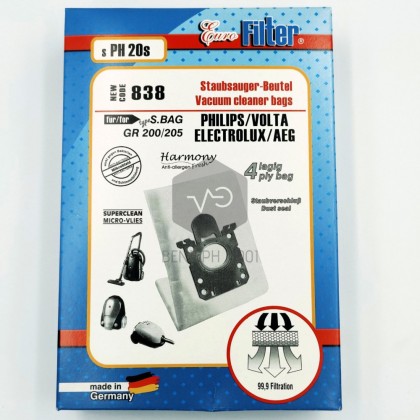 s PH 20s
Euro Filter®
NEW CODE 838
Staubsauger-Beutel
Vacuum cleaner bags
für/for type S.BAG
GR 200/205
PHILIPS/VOLTA
ELECTROLUX/AEG
Harmony
Anti-allergen
4 lagig
ply bag
Staubverschluß
Dust seal
SUPERCLEAN
MICRO-VLIES
made in
Germany
99,9 Filtration